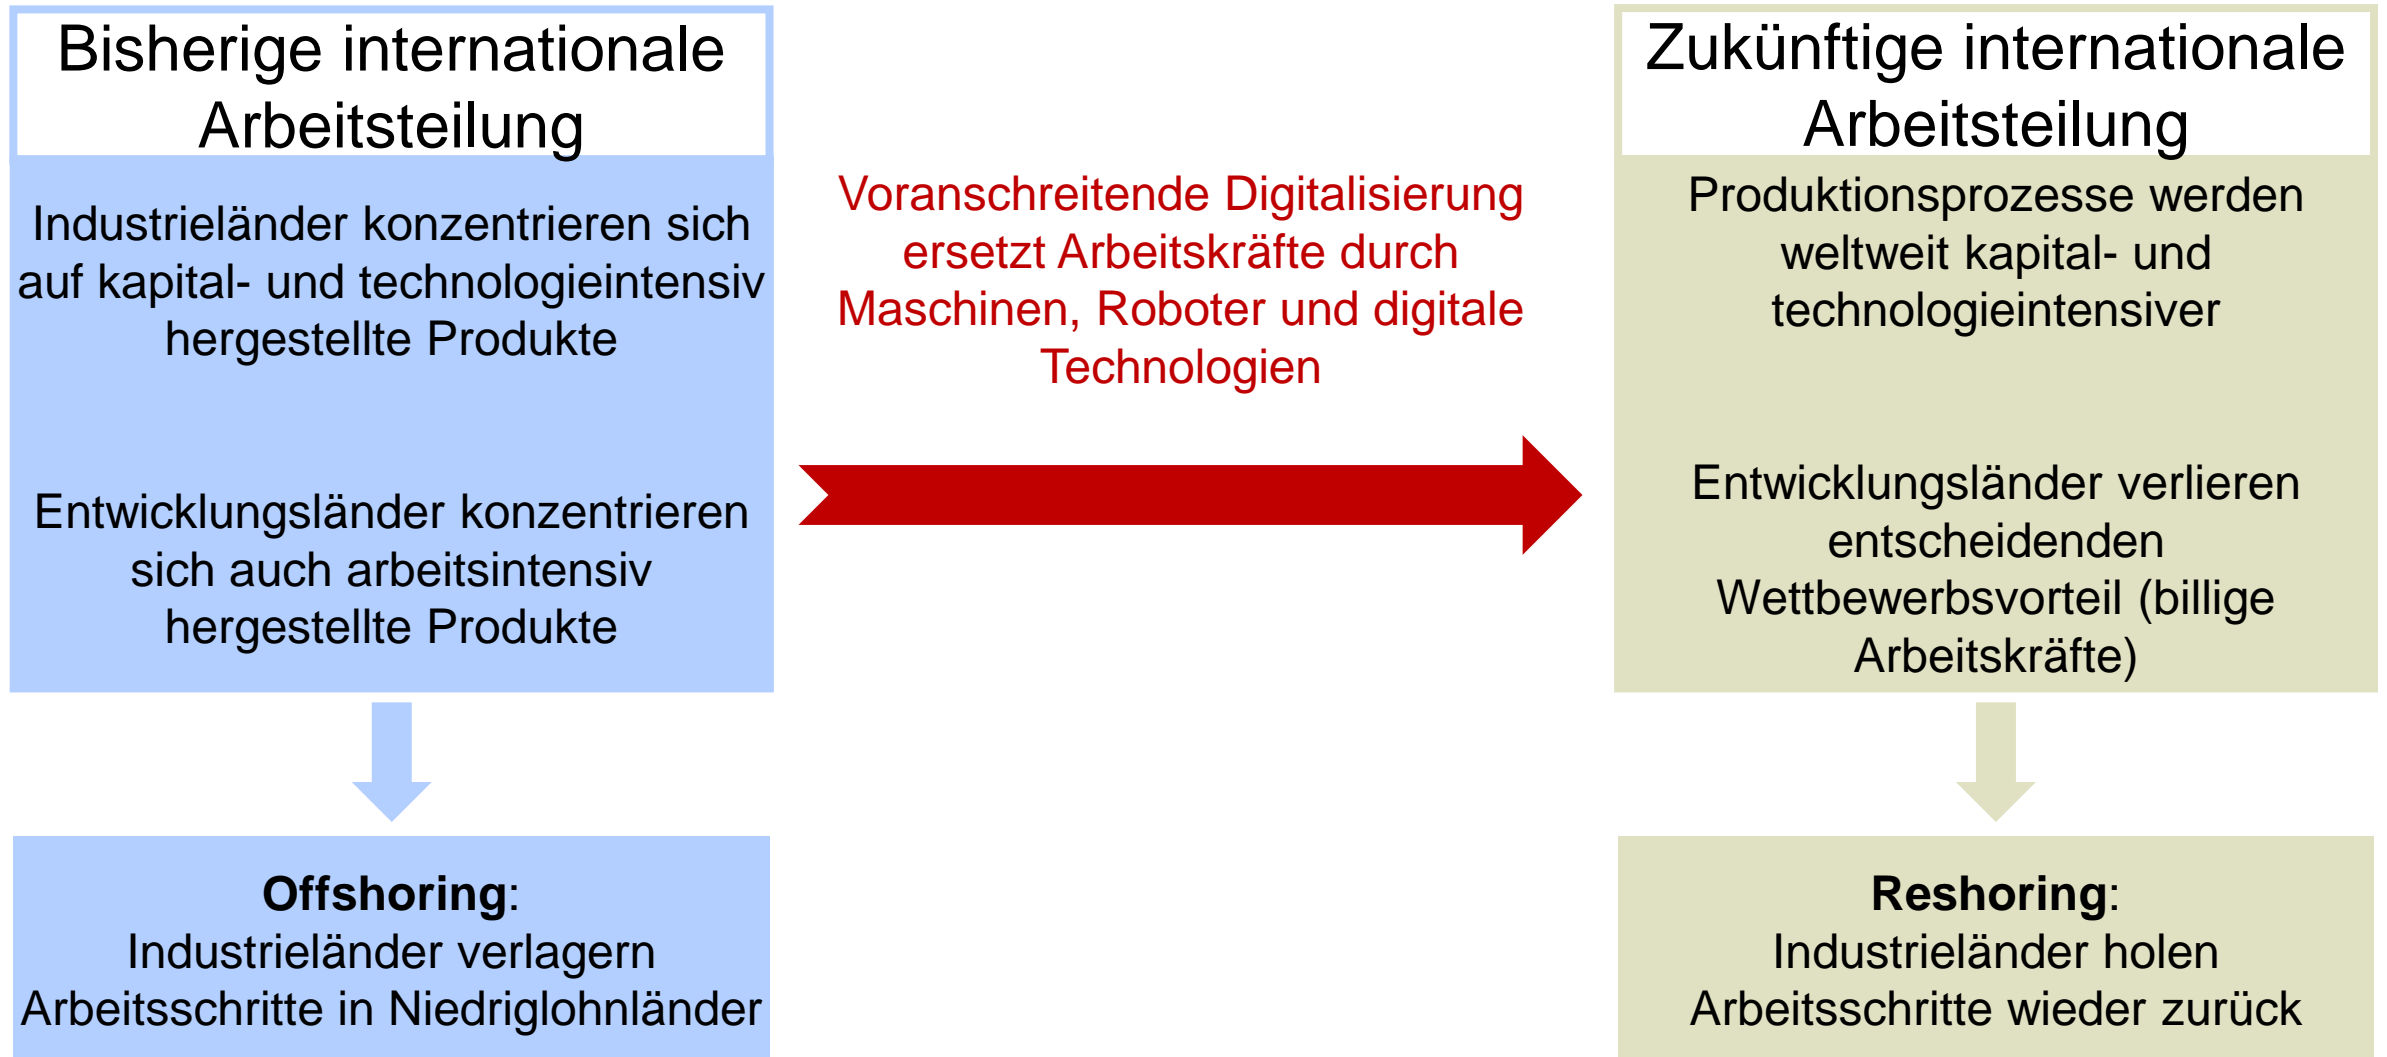 Bisherige internationale
Arbeitsteilung
Industrieländer konzentrieren sich
auf kapital- und technologieintensiv
hergestellte Produkte
Entwicklungsländer konzentrieren
sich auch arbeitsintensiv
hergestellte Produkte
Offshoring:
Industrieländer verlagern
Arbeitsschritte in Niedriglohnländer
Voranschreitende Digitalisierung
ersetzt Arbeitskräfte durch
Maschinen, Roboter und digitale
Technologien
Zukünftige internationale
Arbeitsteilung
Produktionsprozesse werden
weltweit kapital- und
technologieintensiver
Entwicklungsländer verlieren
entscheidenden
Wettbewerbsvorteil (billige
Arbeitskräfte)
Reshoring:
Industrieländer holen
Arbeitsschritte wieder zurück